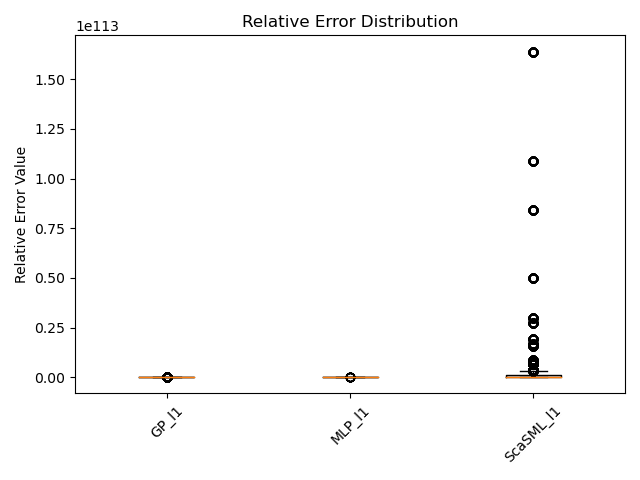 Relative Error Distribution
1e113
Relative Error Value
1.50
1.25
1.00
0.75
0.50
0.25
0.00
GP_l1
MLP_l1
ScaSML_l1